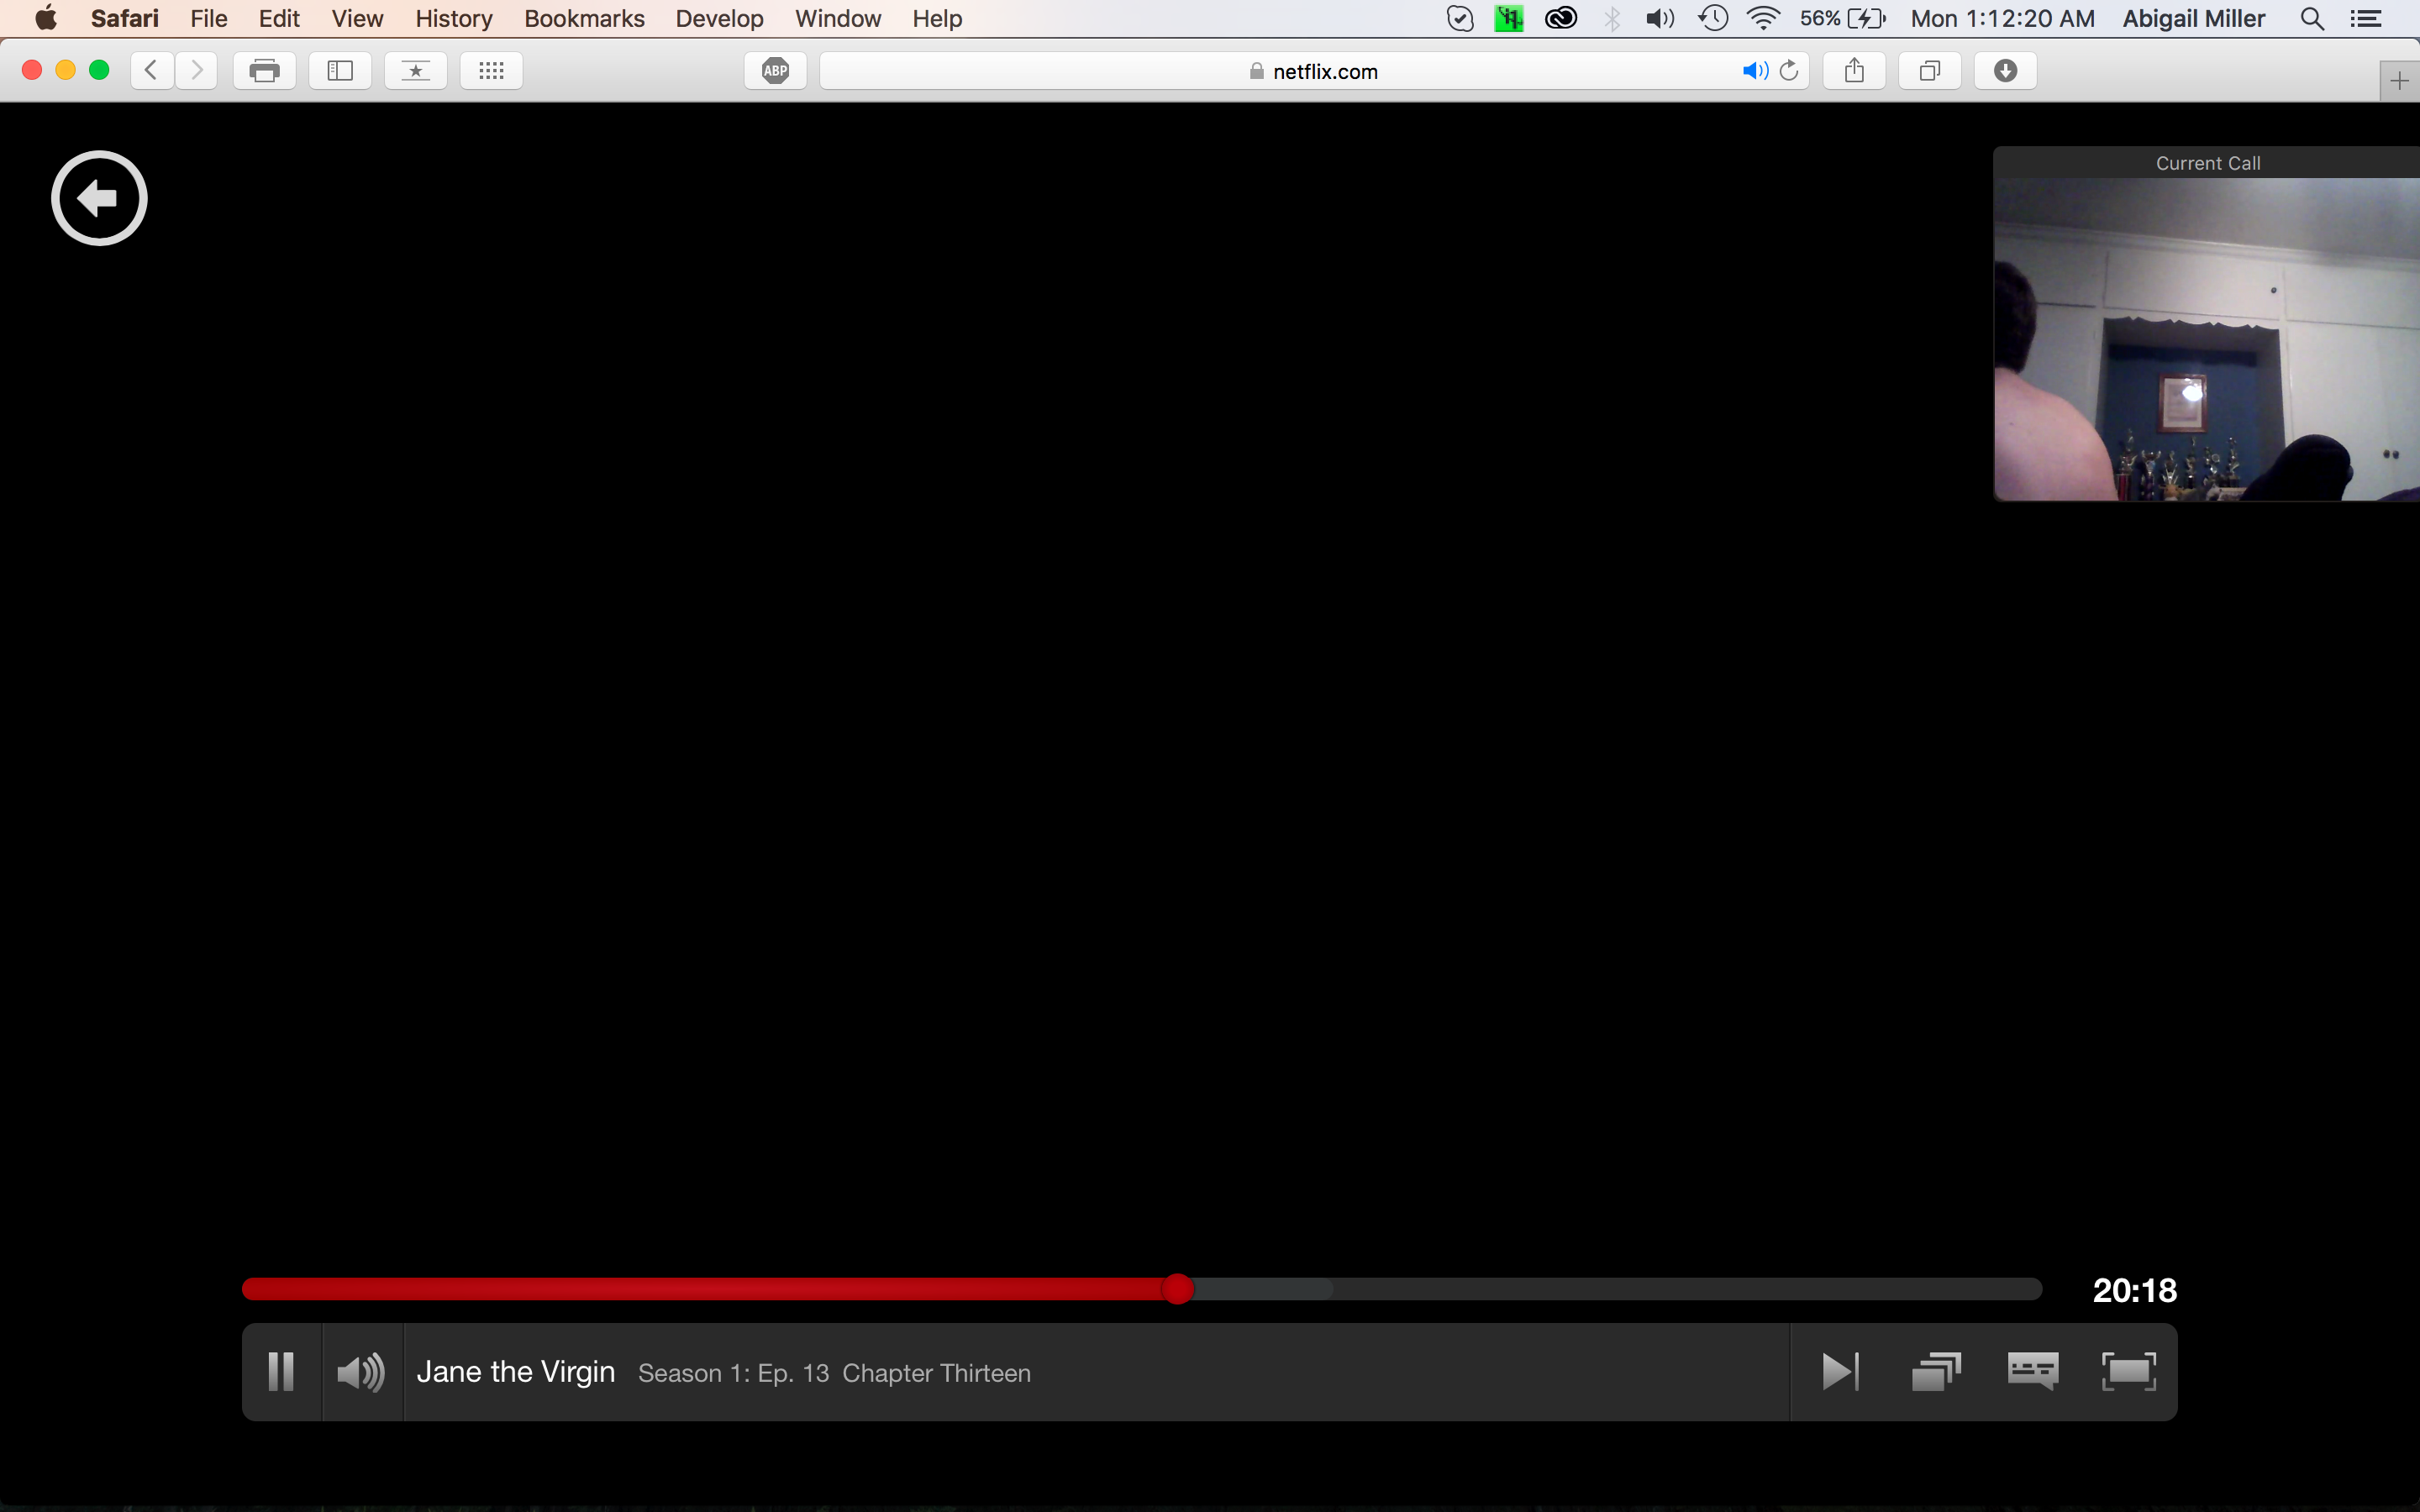 Safari File Edit View History Bookmarks Develop Window Help 56% Mon 1:12:20 AM Abigail Miller
ABP netflix.com
Current Call
20:18
Jane the Virgin Season 1: Ep. 13 Chapter Thirteen